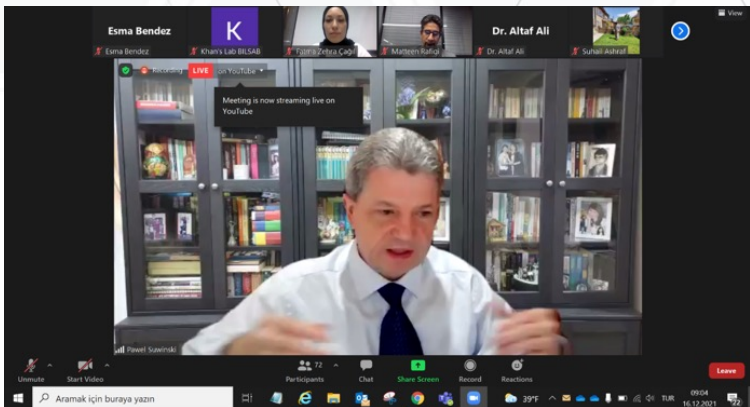 View
Esma Bendez
K
Dr. Altaf Ali
Esma Bendez
Khan's Lab BILSAB
Fatma Zehra Çağıl
Matteen Rafiqi
Dr. Altaf Ali
Suhail Ashraf
Recording
LIVE
on YouTube
Meeting is now streaming live on
YouTube
Pawel Suwinski
72
Unmute
Start Video
Participants
Chat
Share Screen
Record
Reactions
Leave
Aramak için buraya yazın
39°F
TUR
09:04
16.12.2021
22